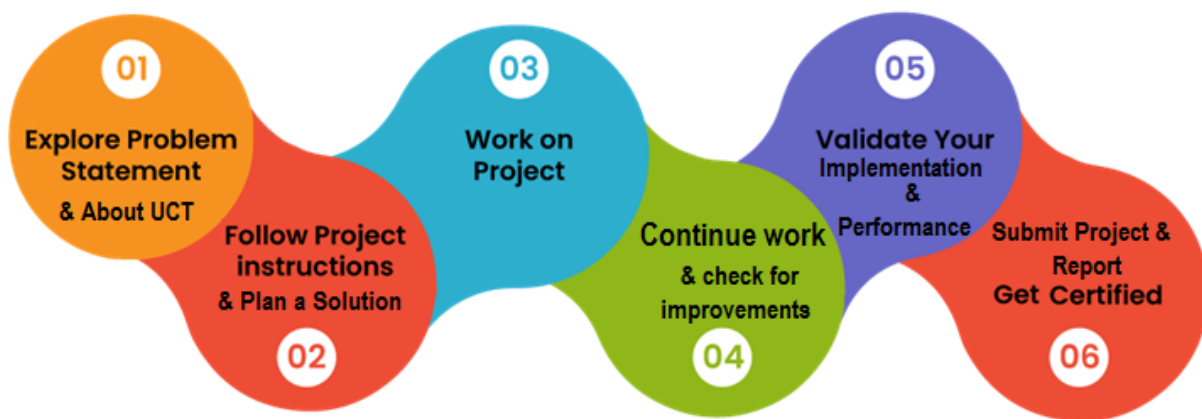 01
Explore Problem
Statement
& About UCT
Follow Project
instructions
& Plan a Solution
02
03
Work on
Project
Continue work
& check for
improvements
04
05
Validate Your
Implementation
&
Performance
Submit Project &
Report
Get Certified
06